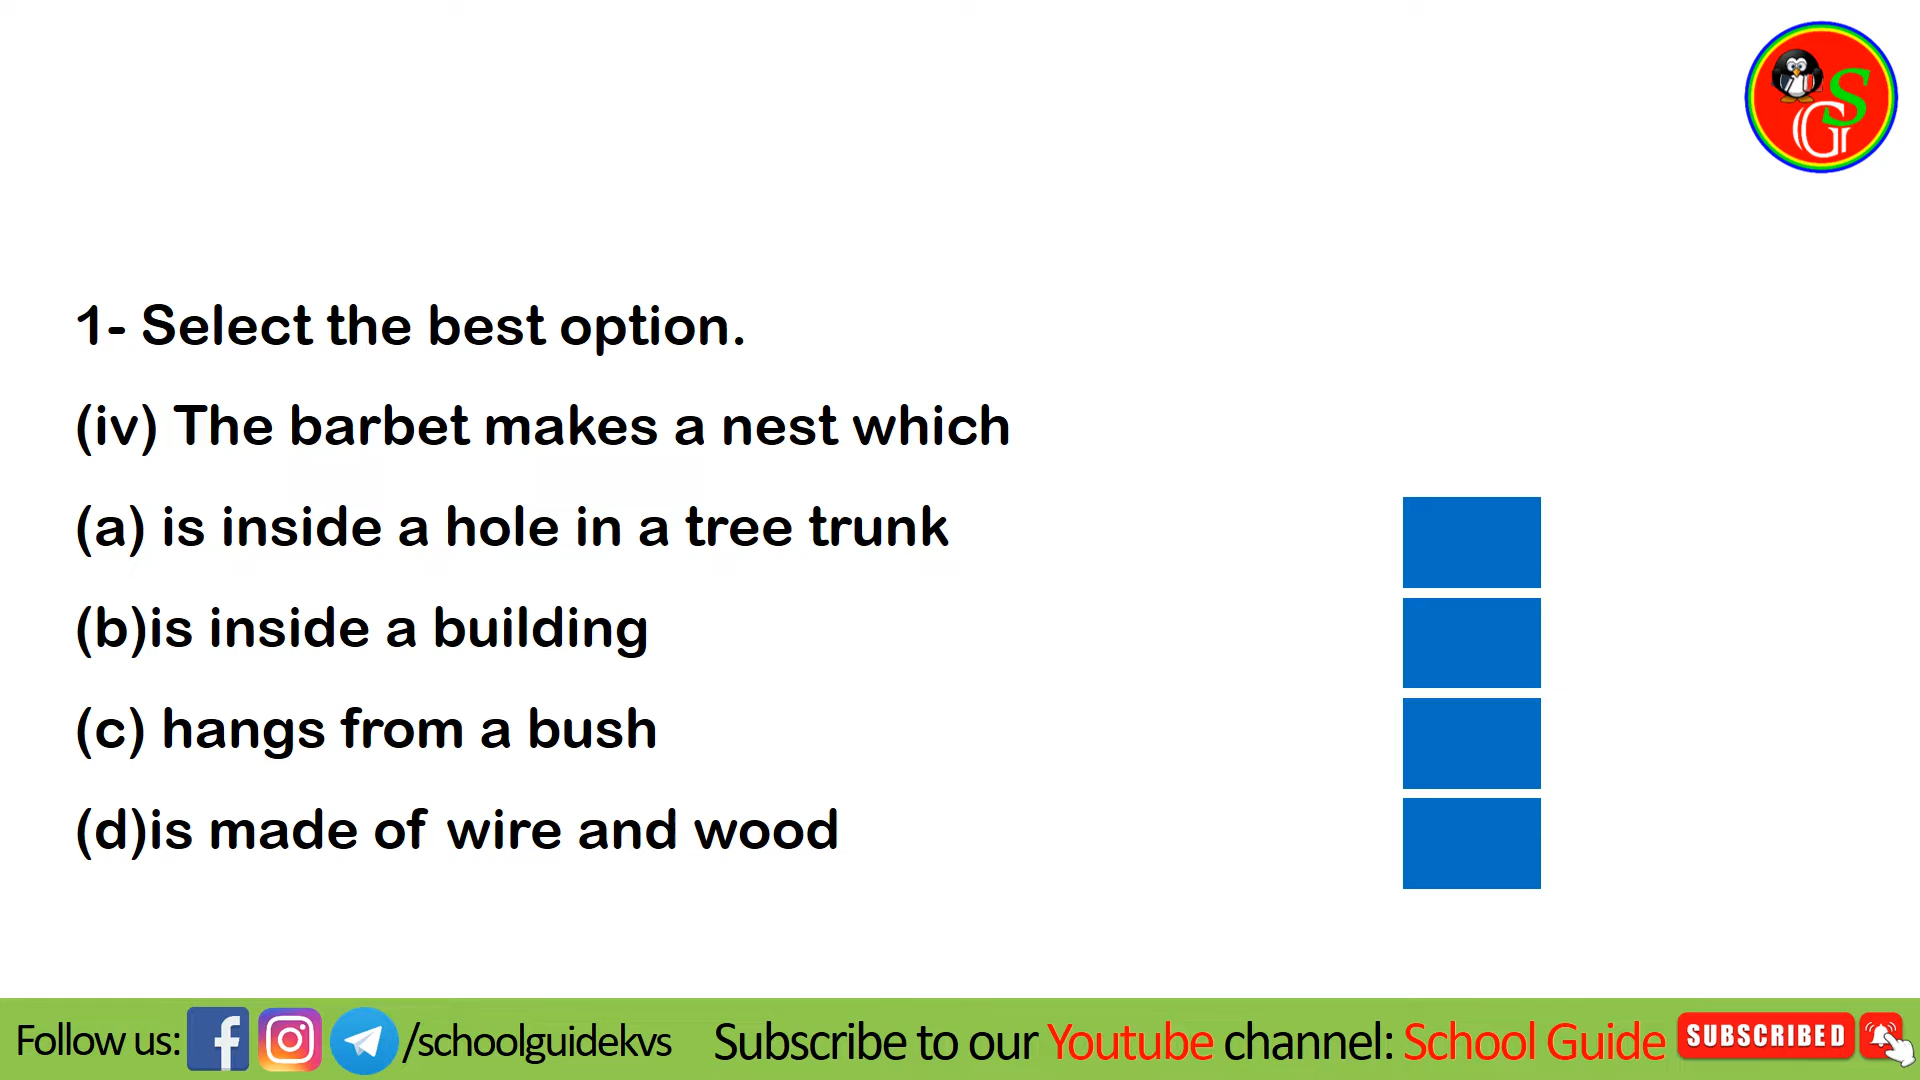 SG
1- Select the best option.
(iv) The barbet makes a nest which
(a) is inside a hole in a tree trunk
(b)is inside a building
(c) hangs from a bush
(d)is made of wire and wood
Follow us: /schoolguidekvs Subscribe to our Youtube channel: School Guide SUBSCRIBED